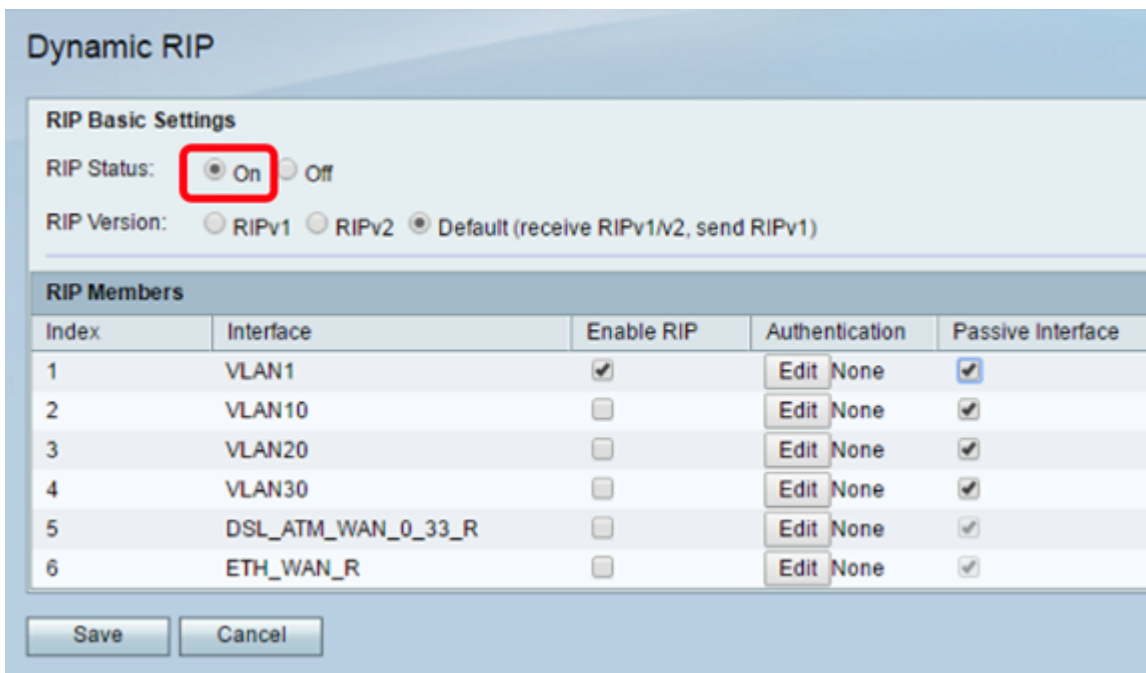 Dynamic RIP
RIP Basic Settings
RIP Status: On Off
RIP Version: RIPv1 RIPv2 Default (receive RIPv1/v2, send RIPv1)
RIP Members
Index Interface Enable RIP Authentication Passive Interface
1 VLAN1 Edit None
2 VLAN10 Edit None
3 VLAN20 Edit None
4 VLAN30 Edit None
5 DSL_ATM_WAN_0_33_R Edit None
6 ETH_WAN_R Edit None
Save Cancel